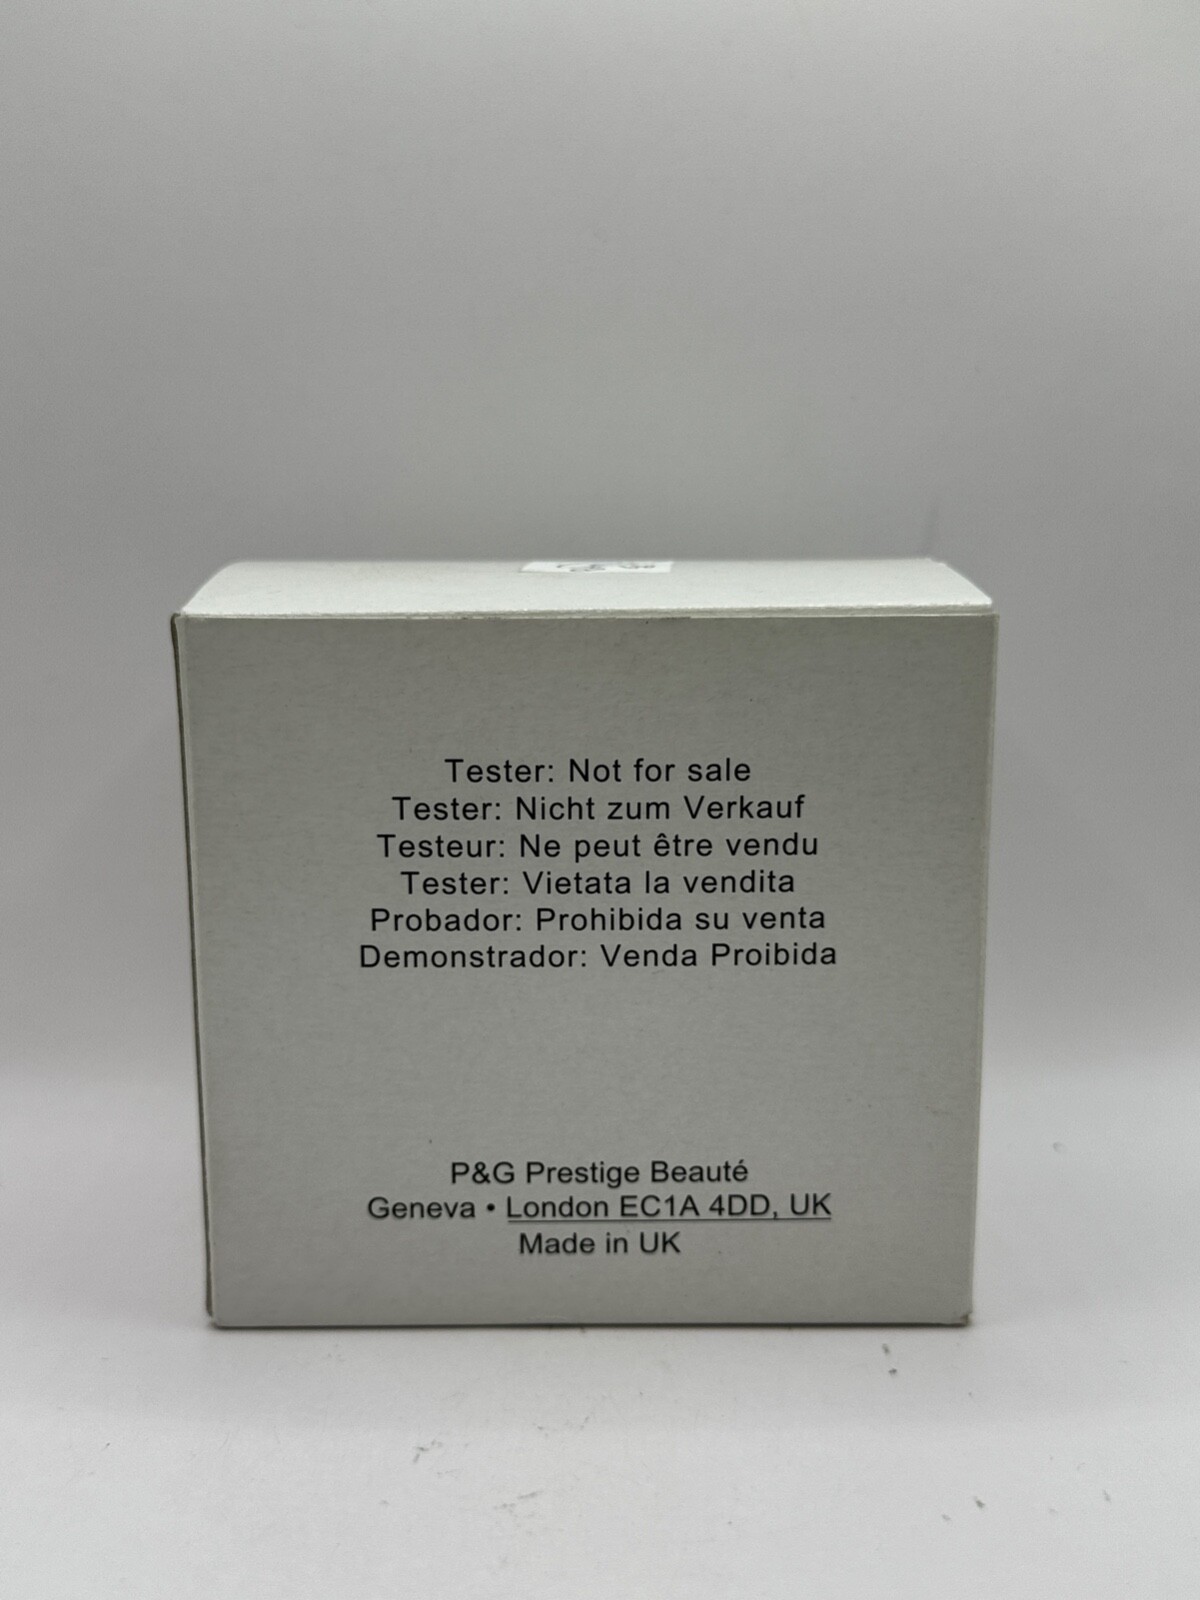 Tester: Not for sale
Tester: Nicht zum Verkauf
Testeur: Ne peut être vendu
Tester: Vietata la vendita
Probador: Prohibida su venta
Demonstrador: Venda Proibida
P&G Prestige Beauté
Geneva • London EC1A 4DD, UK
Made in UK